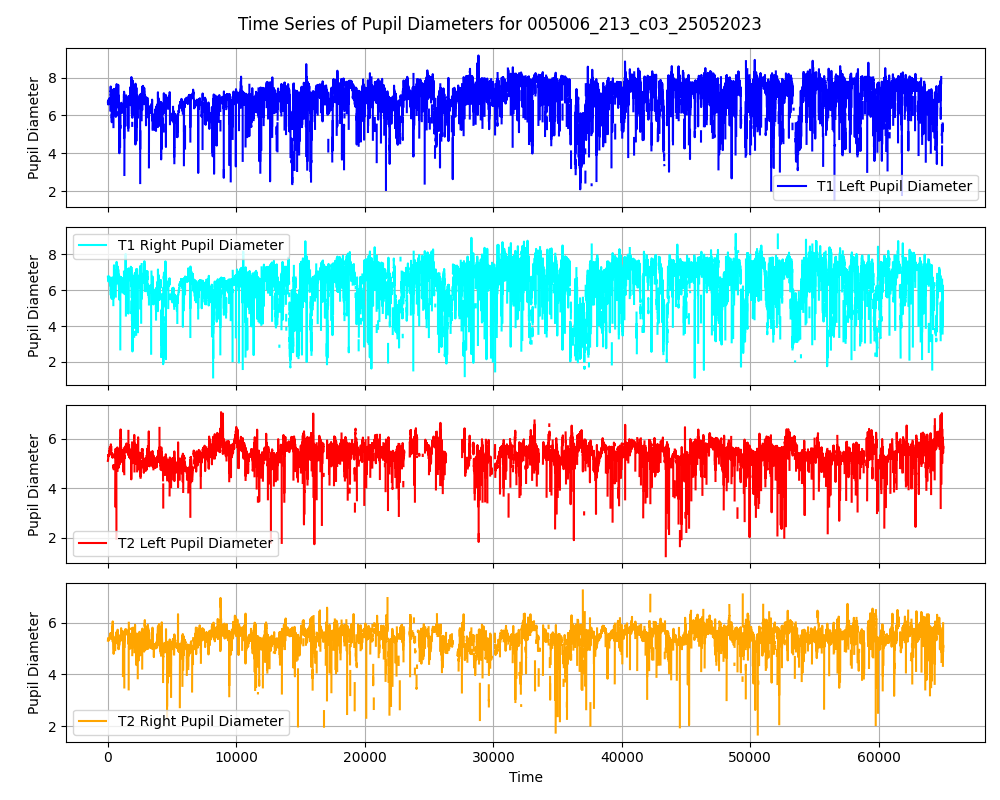 Time Series of Pupil Diameters for 005006_213_c03_25052023
Pupil Diameter
8
6
4
2
T1 Left Pupil Diameter
Pupil Diameter
8
6
4
2
T1 Right Pupil Diameter
Pupil Diameter
6
4
2
T2 Left Pupil Diameter
Pupil Diameter
6
4
2
T2 Right Pupil Diameter
0 10000 20000 30000 40000 50000 60000
Time